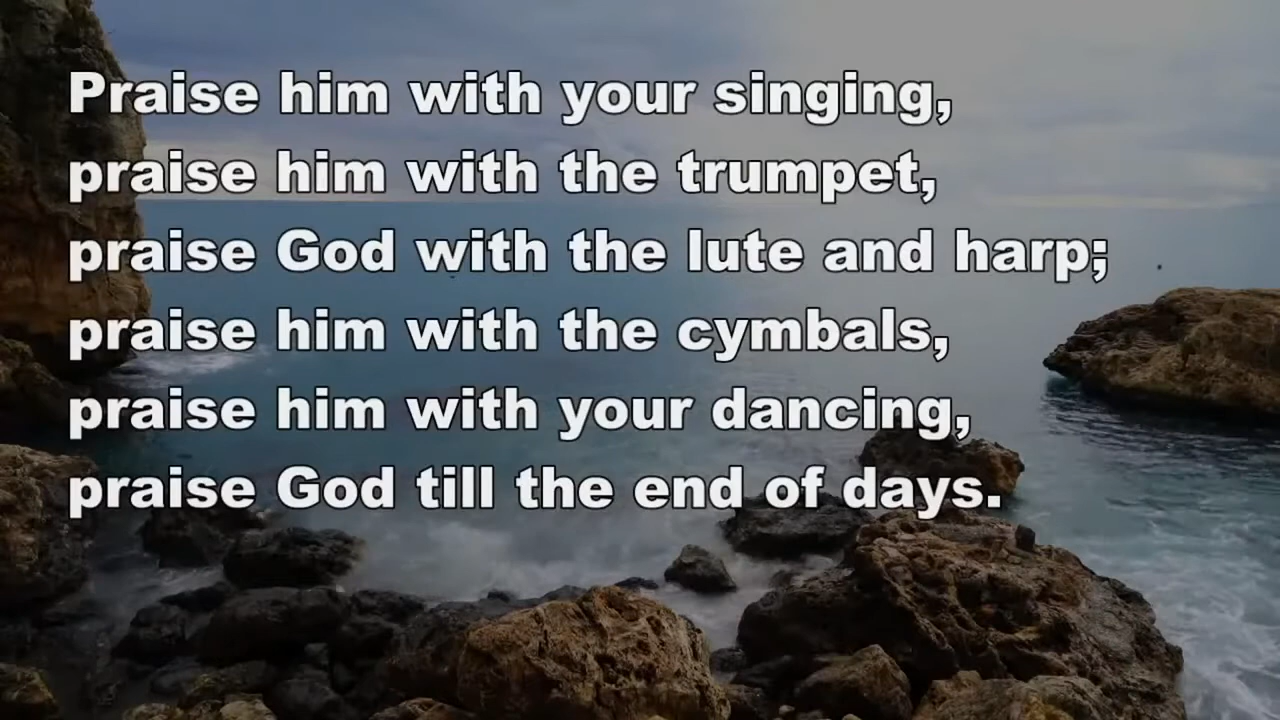 Praise him with your singing,
praise him with the trumpet,
praise God with the lute and harp;
praise him with the cymbals,
praise him with your dancing,
praise God till the end of days.